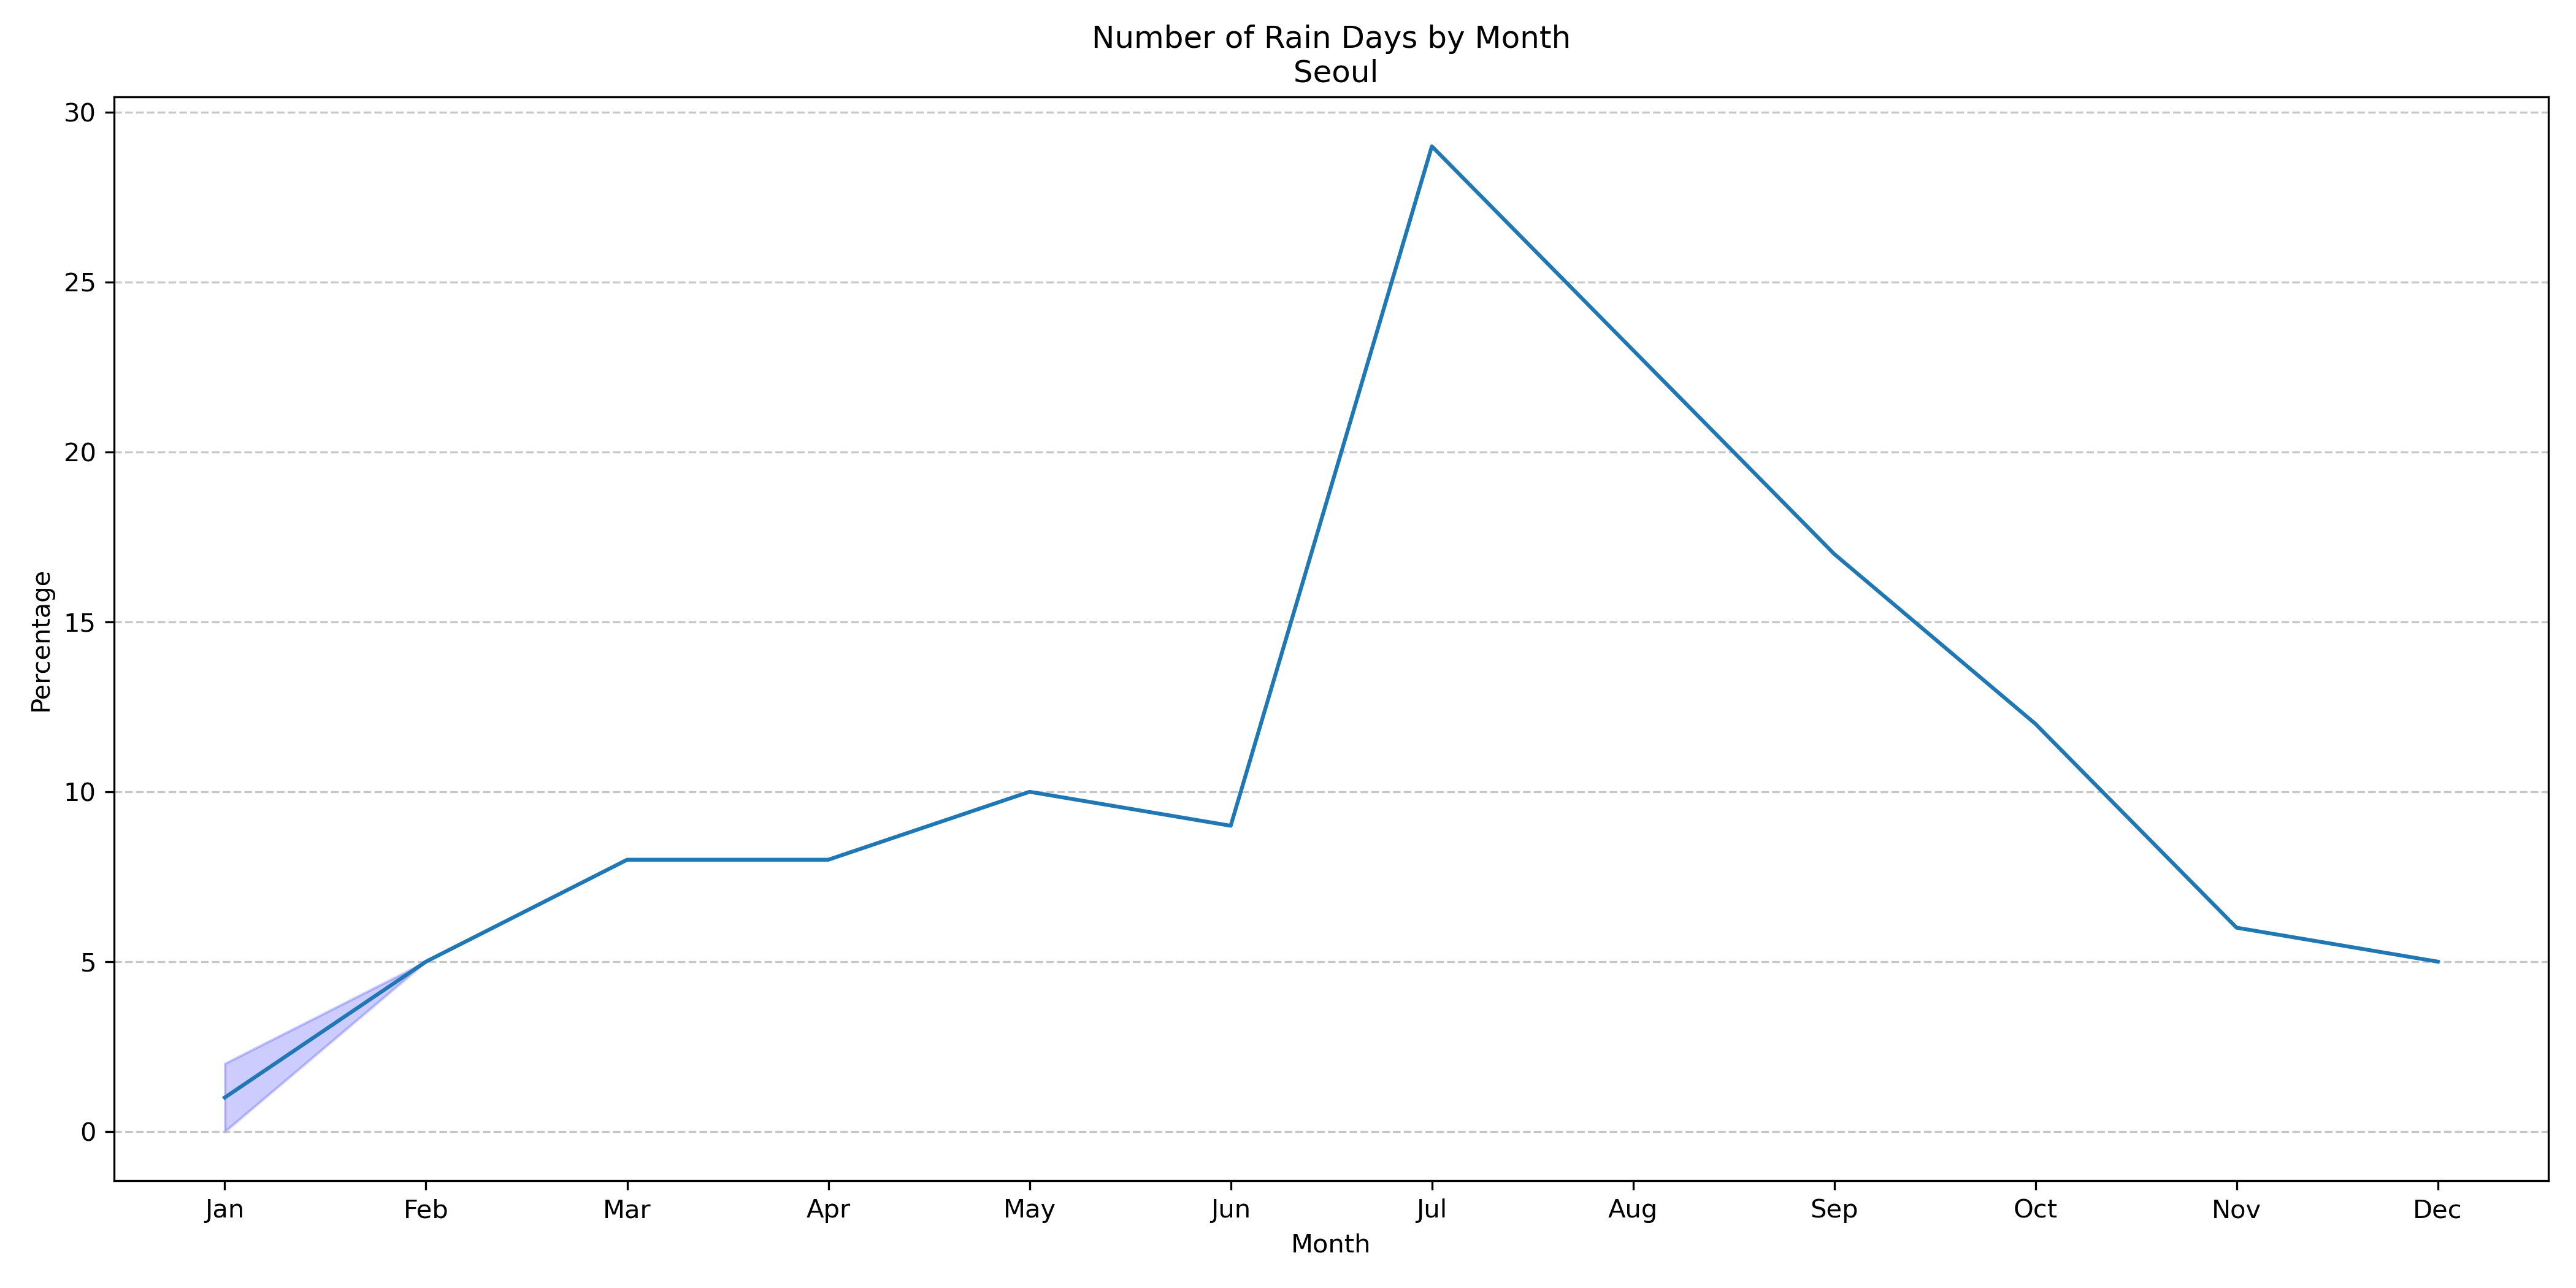 Number of Rain Days by Month
Seoul
30
25
20
15
10
5
0
Percentage
Jan Feb Mar Apr May Jun Jul Aug Sep Oct Nov Dec
Month